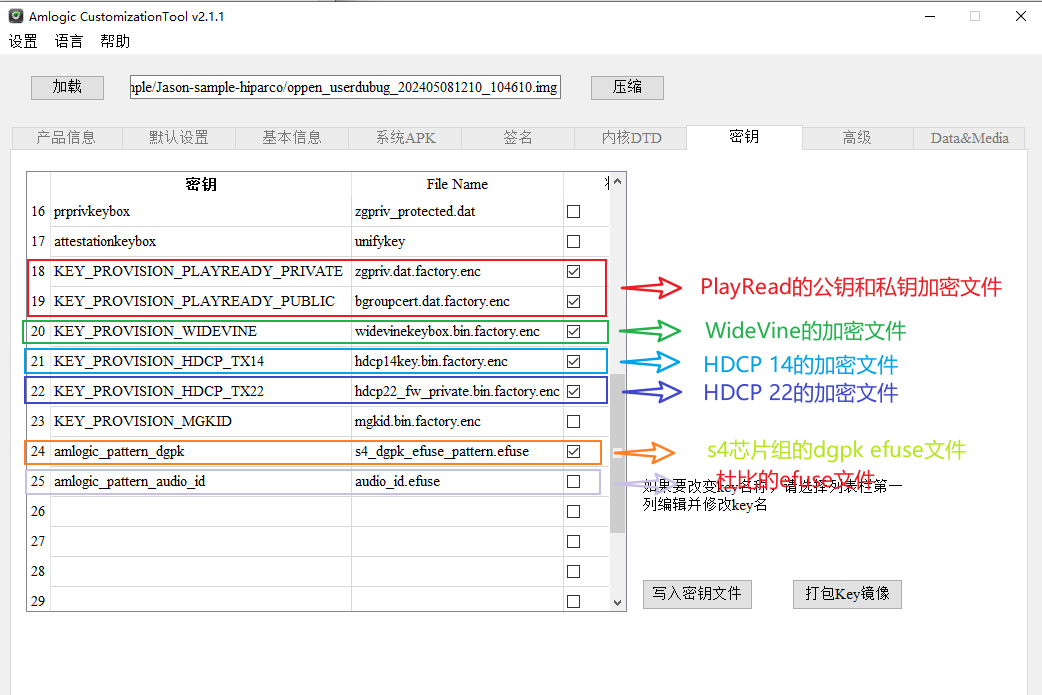 Amlogic CustomizationTool v2.1.1
设置 语言 帮助
加载 nple/Jason-sample-hiparco/oppen_userdubug_202405081210_104610.img 压缩
产品信息 默认设置 基本信息 系统APK 签名 内核DTD 密钥 高级 Data&Media
密钥 File Name
16 prprivkeybox zgpriv_protected.dat
17 attestationkeybox unifykey
18 KEY_PROVISION_PLAYREADY_PRIVATE zgpriv.dat.factory.enc
19 KEY_PROVISION_PLAYREADY_PUBLIC bgroupcert.dat.factory.enc
PlayRead的公钥和私钥加密文件
20 KEY_PROVISION_WIDEVINE widevinekeybox.bin.factory.enc WideVine的加密文件
21 KEY_PROVISION_HDCP_TX14 hdcp14key.bin.factory.enc HDCP 14的加密文件
22 KEY_PROVISION_HDCP_TX22 hdcp22_fw_private.bin.factory.enc HDCP 22的加密文件
23 KEY_PROVISION_MGKID mgkid.bin.factory.enc
24 amlogic_pattern_dgpk s4_dgpk_efuse_pattern.efuse s4芯片组的dgpk efuse文件
25 amlogic_pattern_audio_id audio_id.efuse 杜比的efuse文件
如果要改变key名称，请选择列表栏第一
列编辑并修改key名
26
27
28
29
写入密钥文件 打包Key镜像